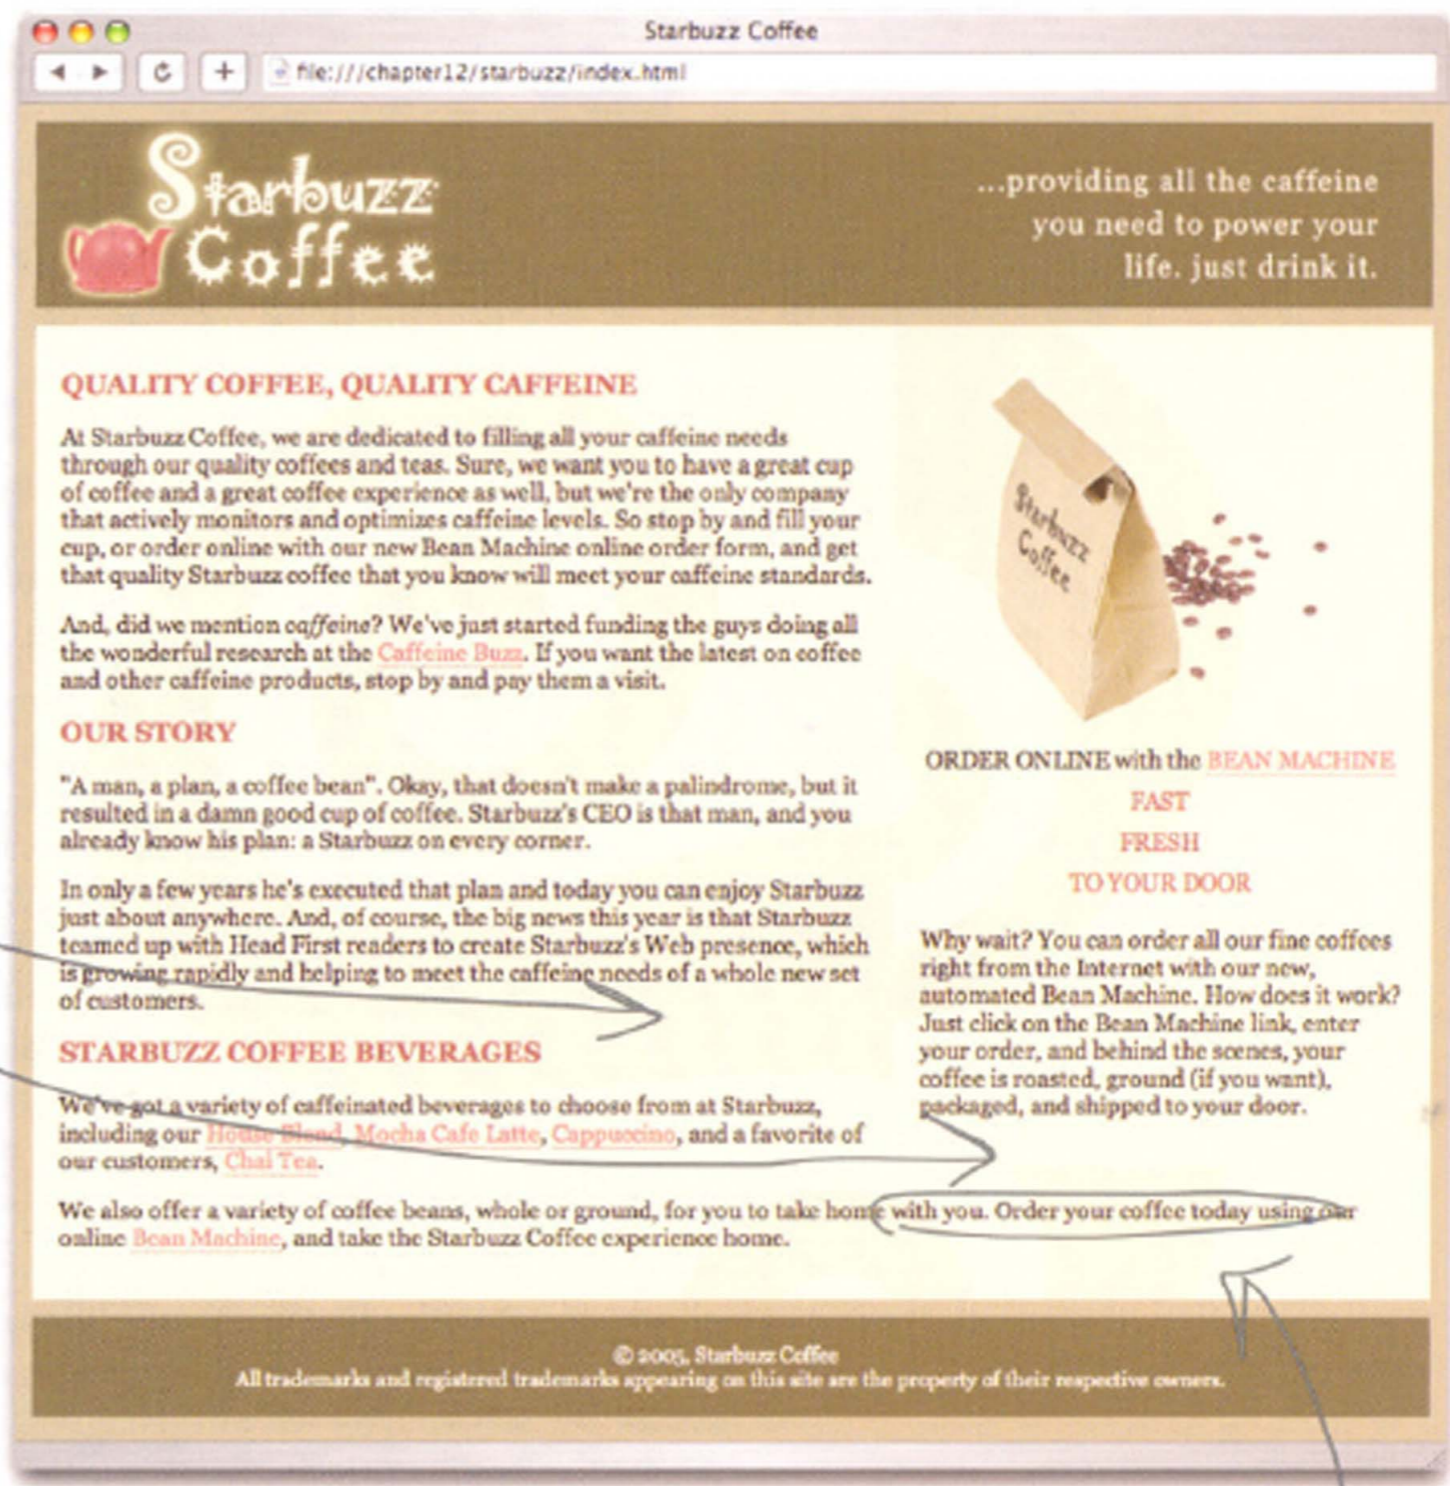 Starbuzz Coffee
file:///chapter12/starbuzz/index.html
Starbuzz
Coffee
...providing all the caffeine
you need to power your
life. just drink it.
QUALITY COFFEE, QUALITY CAFFEINE
At Starbuzz Coffee, we are dedicated to filling all your caffeine needs
through our quality coffees and teas. Sure, we want you to have a great cup
of coffee and a great coffee experience as well, but we're the only company
that actively monitors and optimizes caffeine levels. So stop by and fill your
cup, or order online with our new Bean Machine online order form, and get
that quality Starbuzz coffee that you know will meet your caffeine standards.
And, did we mention caffeine? We've just started funding the guys doing all
the wonderful research at the Caffeine Buzz. If you want the latest on coffee
and other caffeine products, stop by and pay them a visit.
OUR STORY
"A man, a plan, a coffee bean". Okay, that doesn't make a palindrome, but it
resulted in a damn good cup of coffee. Starbuzz's CEO is that man, and you
already know his plan: a Starbuzz on every corner.
In only a few years he's executed that plan and today you can enjoy Starbuzz
just about anywhere. And, of course, the big news this year is that Starbuzz
teamed up with Head First readers to create Starbuzz's Web presence, which
is growing rapidly and helping to meet the caffeine needs of a whole new set
of customers.
STARBUZZ COFFEE BEVERAGES
We've got a variety of caffeinated beverages to choose from at Starbuzz,
including our House Blend, Mocha Cafe Latte, Cappuccino, and a favorite of
our customers, Chai Tea.
Starbuzz
Coffee
ORDER ONLINE with the BEAN MACHINE
FAST
FRESH
TO YOUR DOOR
Why wait? You can order all our fine coffees
right from the Internet with our new,
automated Bean Machine. How does it work?
Just click on the Bean Machine link, enter
your order, and behind the scenes, your
coffee is roasted, ground (if you want),
packaged, and shipped to your door.
We also offer a variety of coffee beans, whole or ground, for you to take home with you. Order your coffee today using our
online Bean Machine, and take the Starbuzz Coffee experience home.
© 2005, Starbuzz Coffee
All trademarks and registered trademarks appearing on this site are the property of their respective owners.